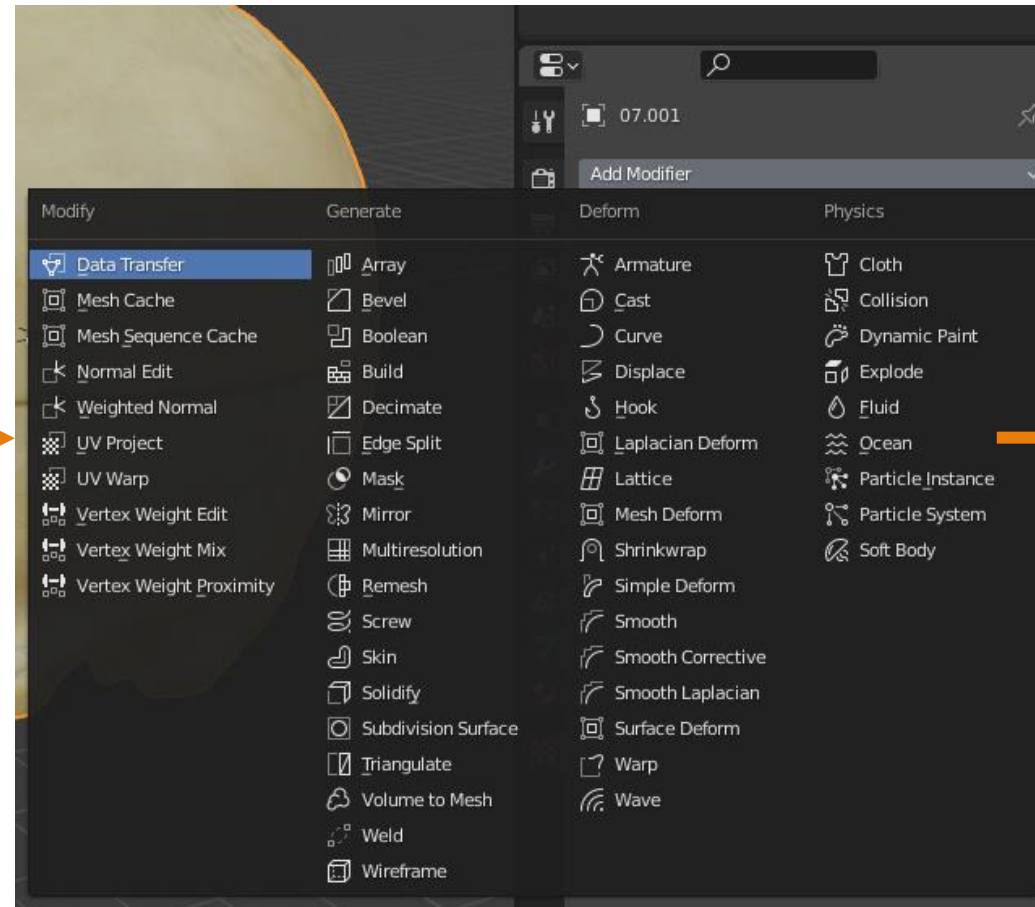 07.001
Add Modifier
Modify Generate Deform Physics
Data Transfer Array Armature Cloth
Mesh Cache Bevel Cast Collision
Mesh Sequence Cache Boolean Curve Dynamic Paint
Normal Edit Build Displace Explode
Weighted Normal Decimate Hook Fluid
UV Project Edge Split Laplacian Deform Ocean
UV Warp Mask Lattice Particle Instance
Vertex Weight Edit Mirror Mesh Deform Particle System
Vertex Weight Mix Multiresolution Shrinkwrap Soft Body
Vertex Weight Proximity Remesh Simple Deform
Screw Smooth
Skin Smooth Corrective
Solidify Smooth Laplacian
Subdivision Surface Surface Deform
Triangulate Warp
Volume to Mesh Wave
Weld
Wireframe